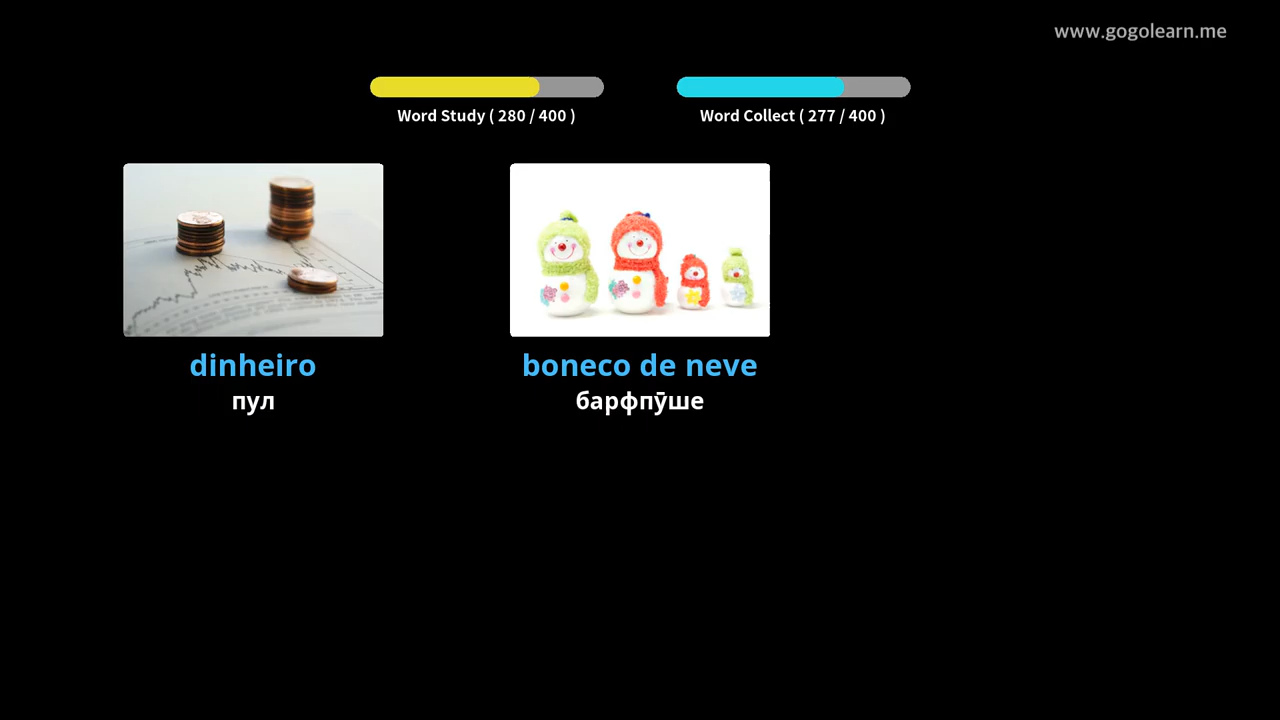 www.gogolearn.me
Word Study ( 280 / 400 )
Word Collect ( 277 / 400 )
dinheiro
boneco de neve
пул
барфпӯше